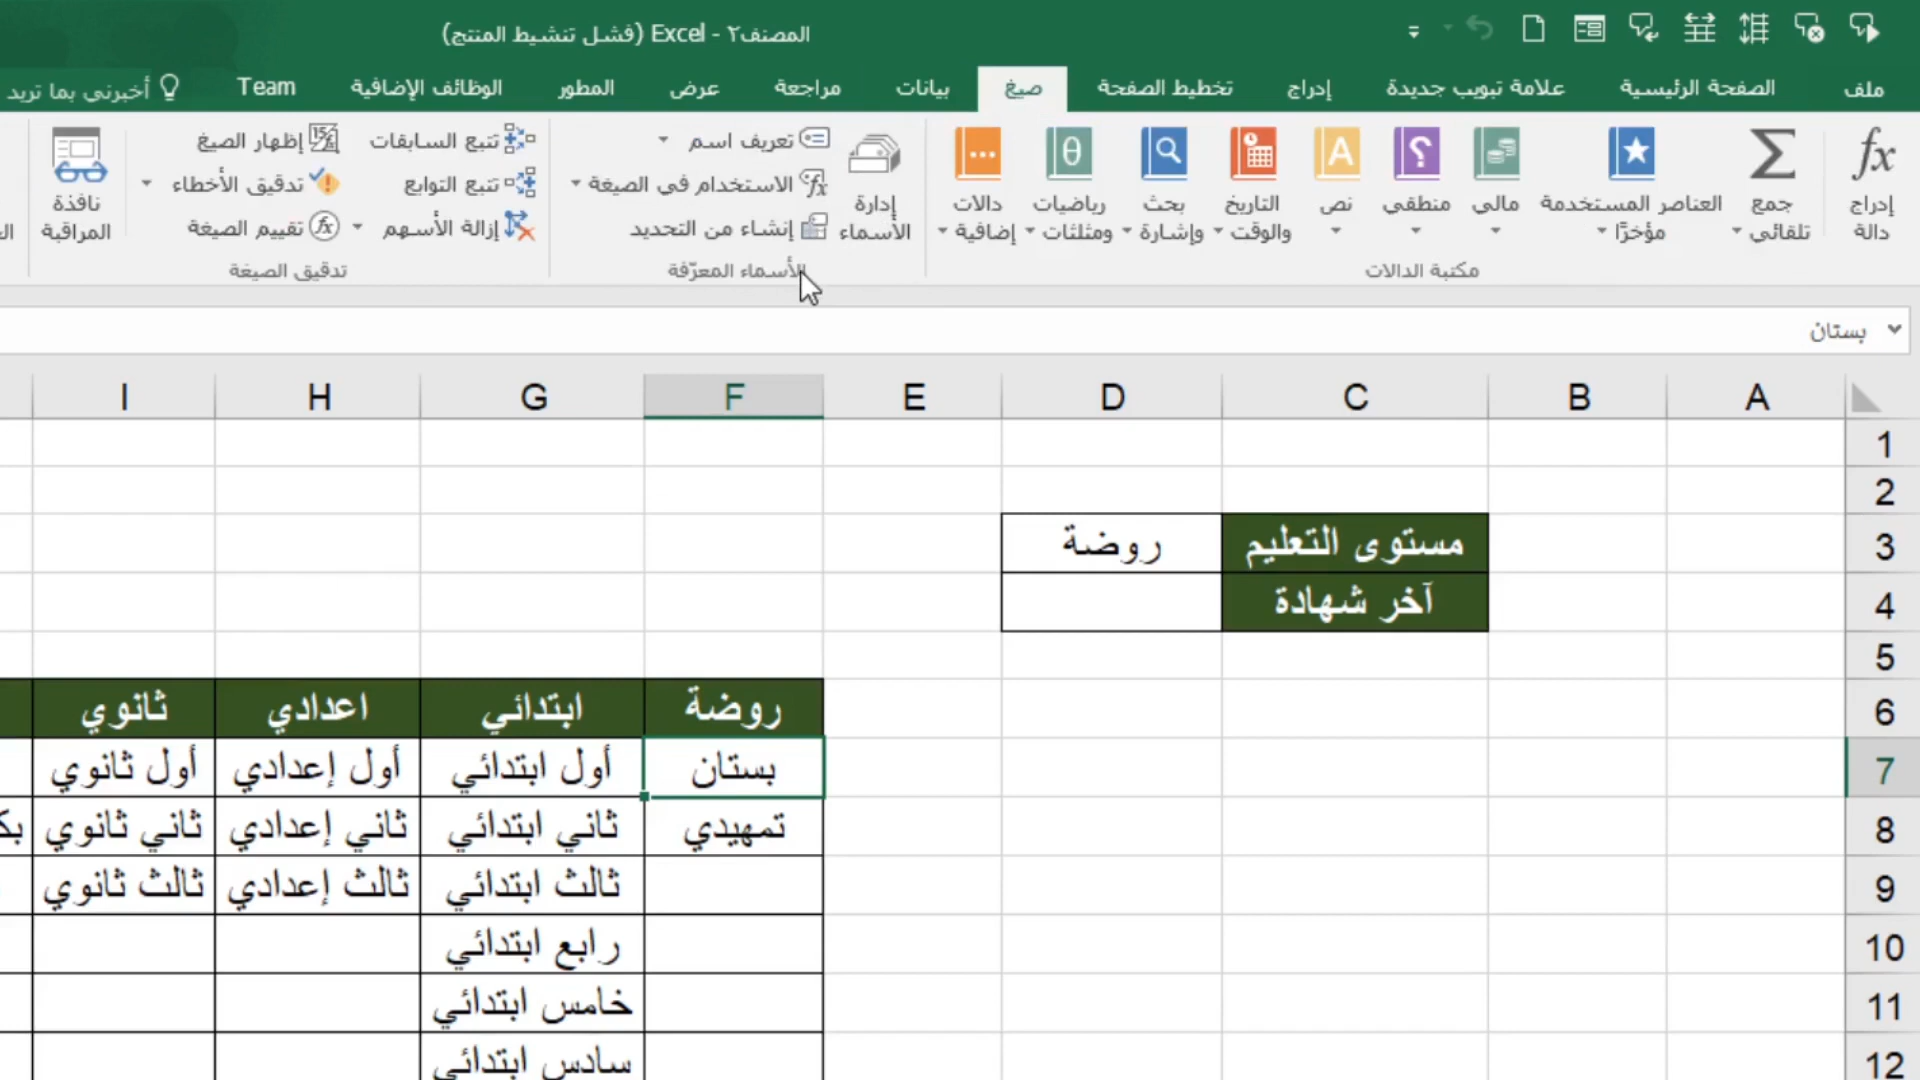 المصنف٢ - Excel (فشل تنشيط المنتج)
ملف الصفحة الرئيسية علامة تبويب جديدة إدراج تخطيط الصفحة صيغ بيانات مراجعة عرض المطور الوظائف الإضافية Team أخبرني بما تريد
fx إدراج دالة
Σ جمع تلقائي
العناصر المستخدمة مؤخرًا
مالي
؟ منطقي
A نص
التاريخ والوقت
بحث وإشارة
θ رياضيات ومثلثات
دالات إضافية
مكتبة الدالات
إدارة الأسماء
تعريف اسم
الاستخدام في الصيغة
إنشاء من التحديد
الأسماء المعرّفة
تتبع السابقات
تتبع التوابع
إزالة الأسهم
إظهار الصيغ
تدقيق الأخطاء
تقييم الصيغة
تدقيق الصيغة
نافذة المراقبة
بستان
A B C D E F G H I
1
2
3 مستوى التعليم روضة
4 آخر شهادة
5
6 روضة ابتدائي اعدادي ثانوي
7 بستان أول ابتدائي أول إعدادي أول ثانوي
8 تمهيدي ثاني ابتدائي ثاني إعدادي ثاني ثانوي
9 ثالث ابتدائي ثالث إعدادي ثالث ثانوي
10 رابع ابتدائي
11 خامس ابتدائي
12 سادس ابتدائي